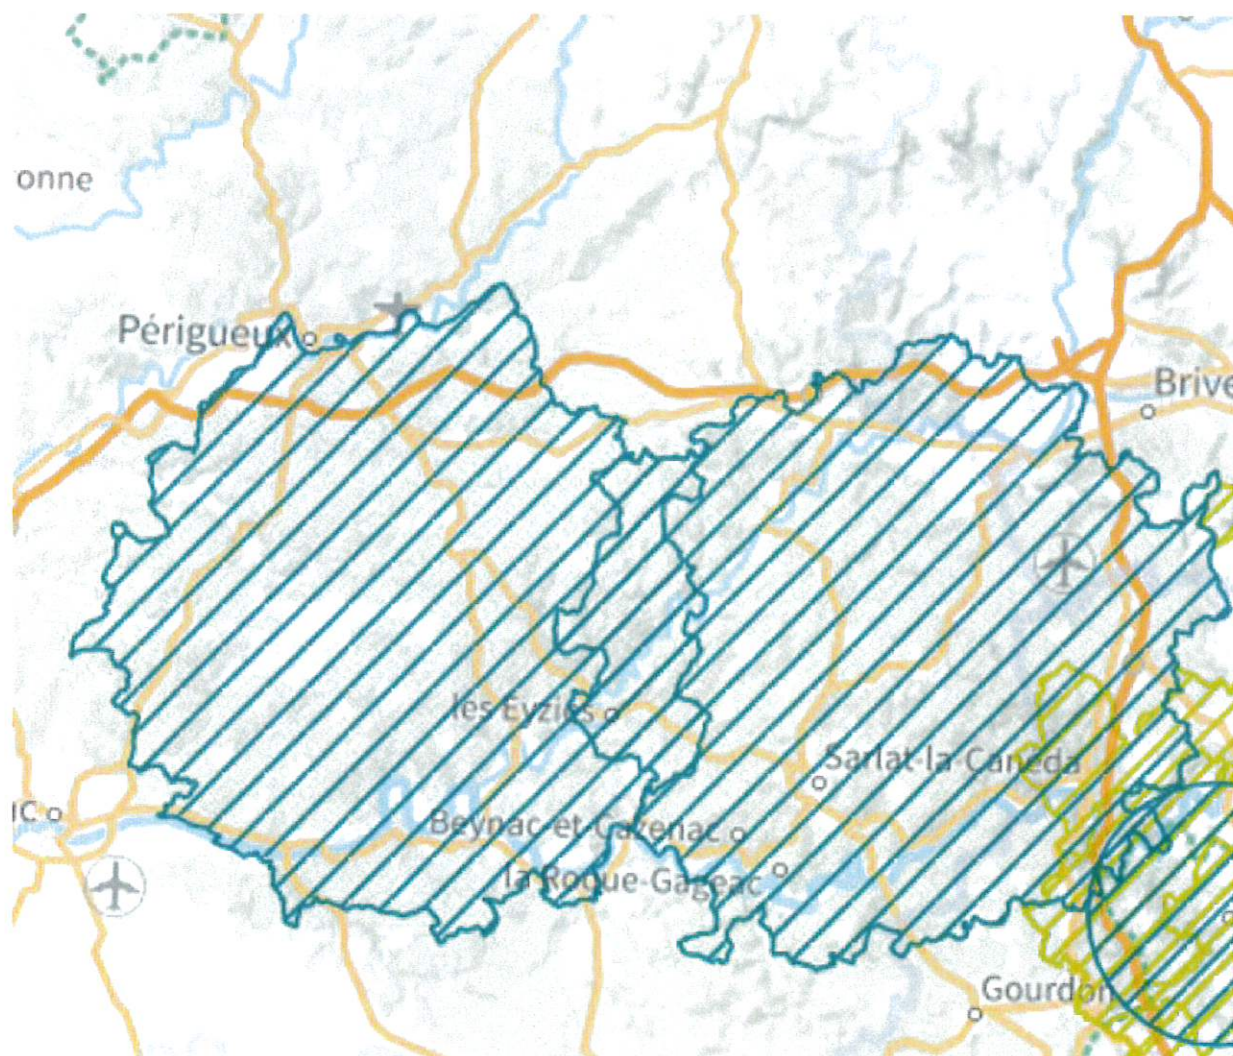 onne
Périgueux
Brive
les Eyzies
Sarlat-la-Canéda
Beynac-et-Cazenac
la Roque-Gageac
Gourdon